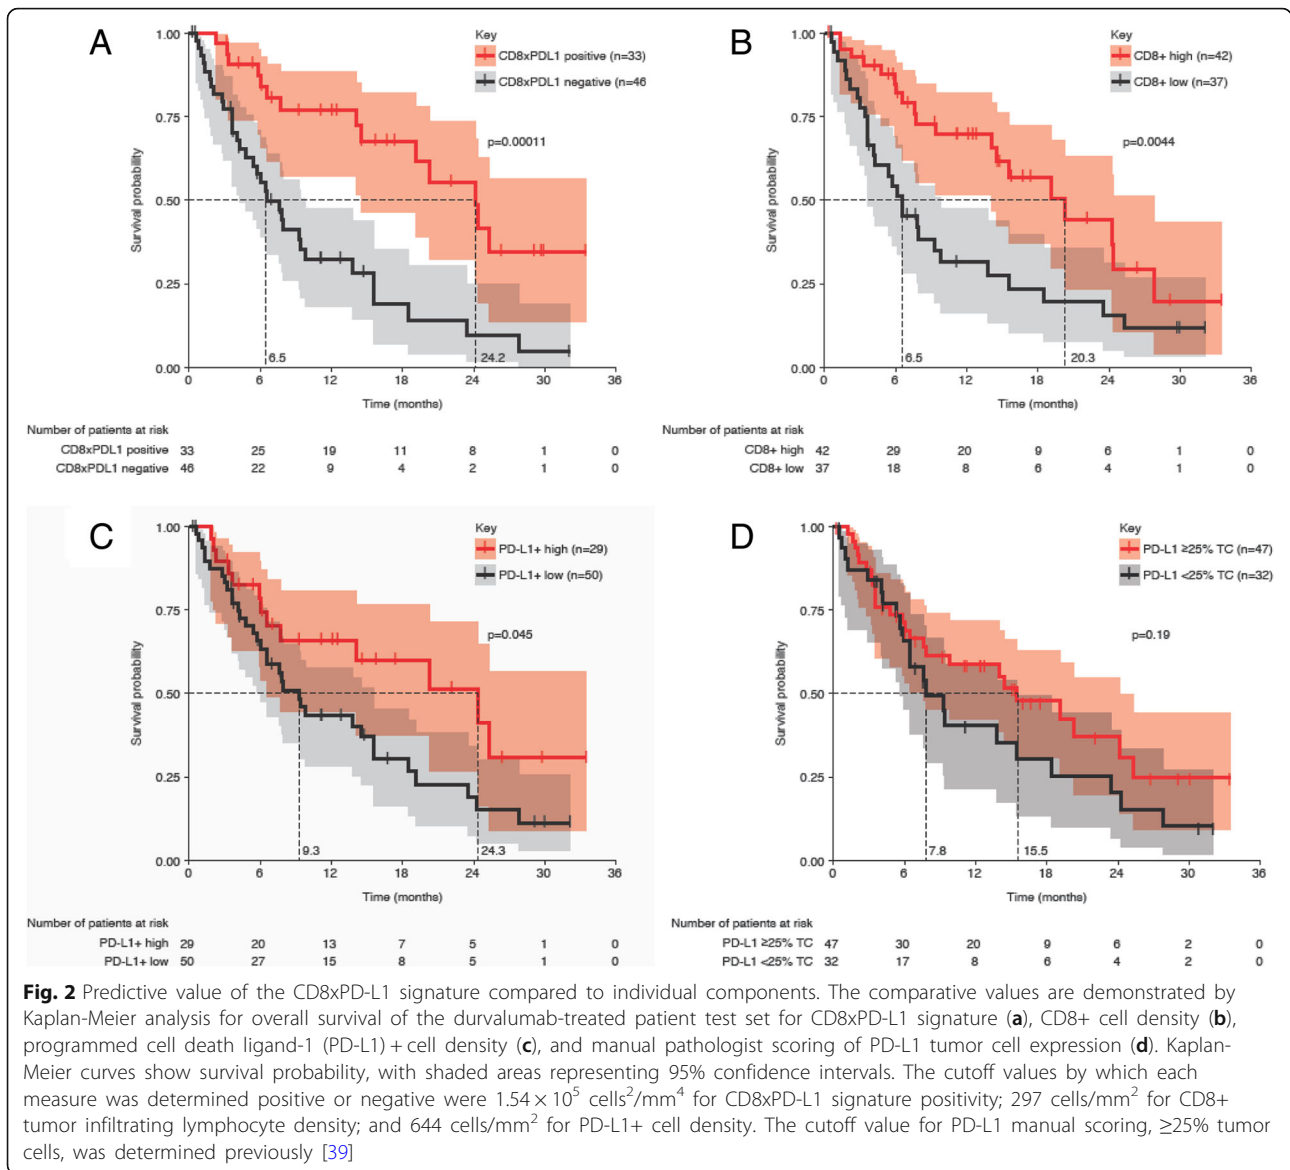 A
Key
CD8xPDL1 positive (n=33)
CD8xPDL1 negative (n=46
p=0.00011
Survival probability
1.00
0.75
0.50
0.25
0.00
6.5
24.2
0 6 12 18 24 30 36
Time (months)
Number of patients at risk
CD8xPDL1 positive 33 25 19 11 8 1 0
CD8xPDL1 negative 46 22 9 4 2 1 0
B
Key
CD8+ high (n=42)
CD8+ low (n=37)
p=0.0044
Survival probability
1.00
0.75
0.50
0.25
0.00
6.5
20.3
0 6 12 18 24 30 36
Time (months)
Number of patients at risk
CD8+ high 42 29 20 9 6 1 0
CD8+ low 37 18 8 6 4 1 0
C
Key
PD-L1+ high (n=29)
PD-L1+ low (n=50)
p=0.045
Survival probability
1.00
0.75
0.50
0.25
0.00
9.3
24.3
0 6 12 18 24 30 36
Time (months)
Number of patients at risk
PD-L1+ high 29 20 13 7 5 1 0
PD-L1+ low 50 27 15 8 5 1 0
D
Key
PD-L1 ≥25% TC (n=47)
PD-L1 <25% TC (n=32)
p=0.19
Survival probability
1.00
0.75
0.50
0.25
0.00
7.8
15.5
0 6 12 18 24 30 36
Time (months)
Number of patients at risk
PD-L1 ≥25% TC 47 30 20 9 6 2 0
PD-L1 <25% TC 32 17 8 6 4 2 0
Fig. 2 Predictive value of the CD8xPD-L1 signature compared to individual components. The comparative values are demonstrated by
Kaplan-Meier analysis for overall survival of the durvalumab-treated patient test set for CD8xPD-L1 signature (a), CD8+ cell density (b),
programmed cell death ligand-1 (PD-L1) + cell density (c), and manual pathologist scoring of PD-L1 tumor cell expression (d). Kaplan-
Meier curves show survival probability, with shaded areas representing 95% confidence intervals. The cutoff values by which each
measure was determined positive or negative were 1.54 × 10⁵ cells²/mm⁴ for CD8xPD-L1 signature positivity; 297 cells/mm² for CD8+
tumor infiltrating lymphocyte density; and 644 cells/mm² for PD-L1+ cell density. The cutoff value for PD-L1 manual scoring, ≥25% tumor
cells, was determined previously [39]